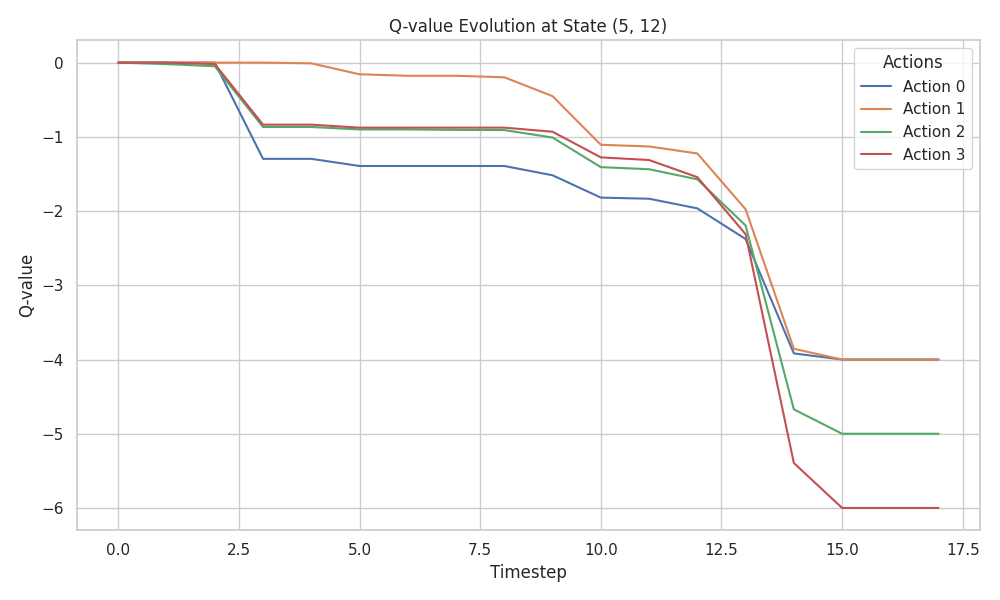 Q-value Evolution at State (5, 12)
Actions
Action 0
Action 1
Action 2
Action 3
Q-value
0
−1
−2
−3
−4
−5
−6
0.0 2.5 5.0 7.5 10.0 12.5 15.0 17.5
Timestep